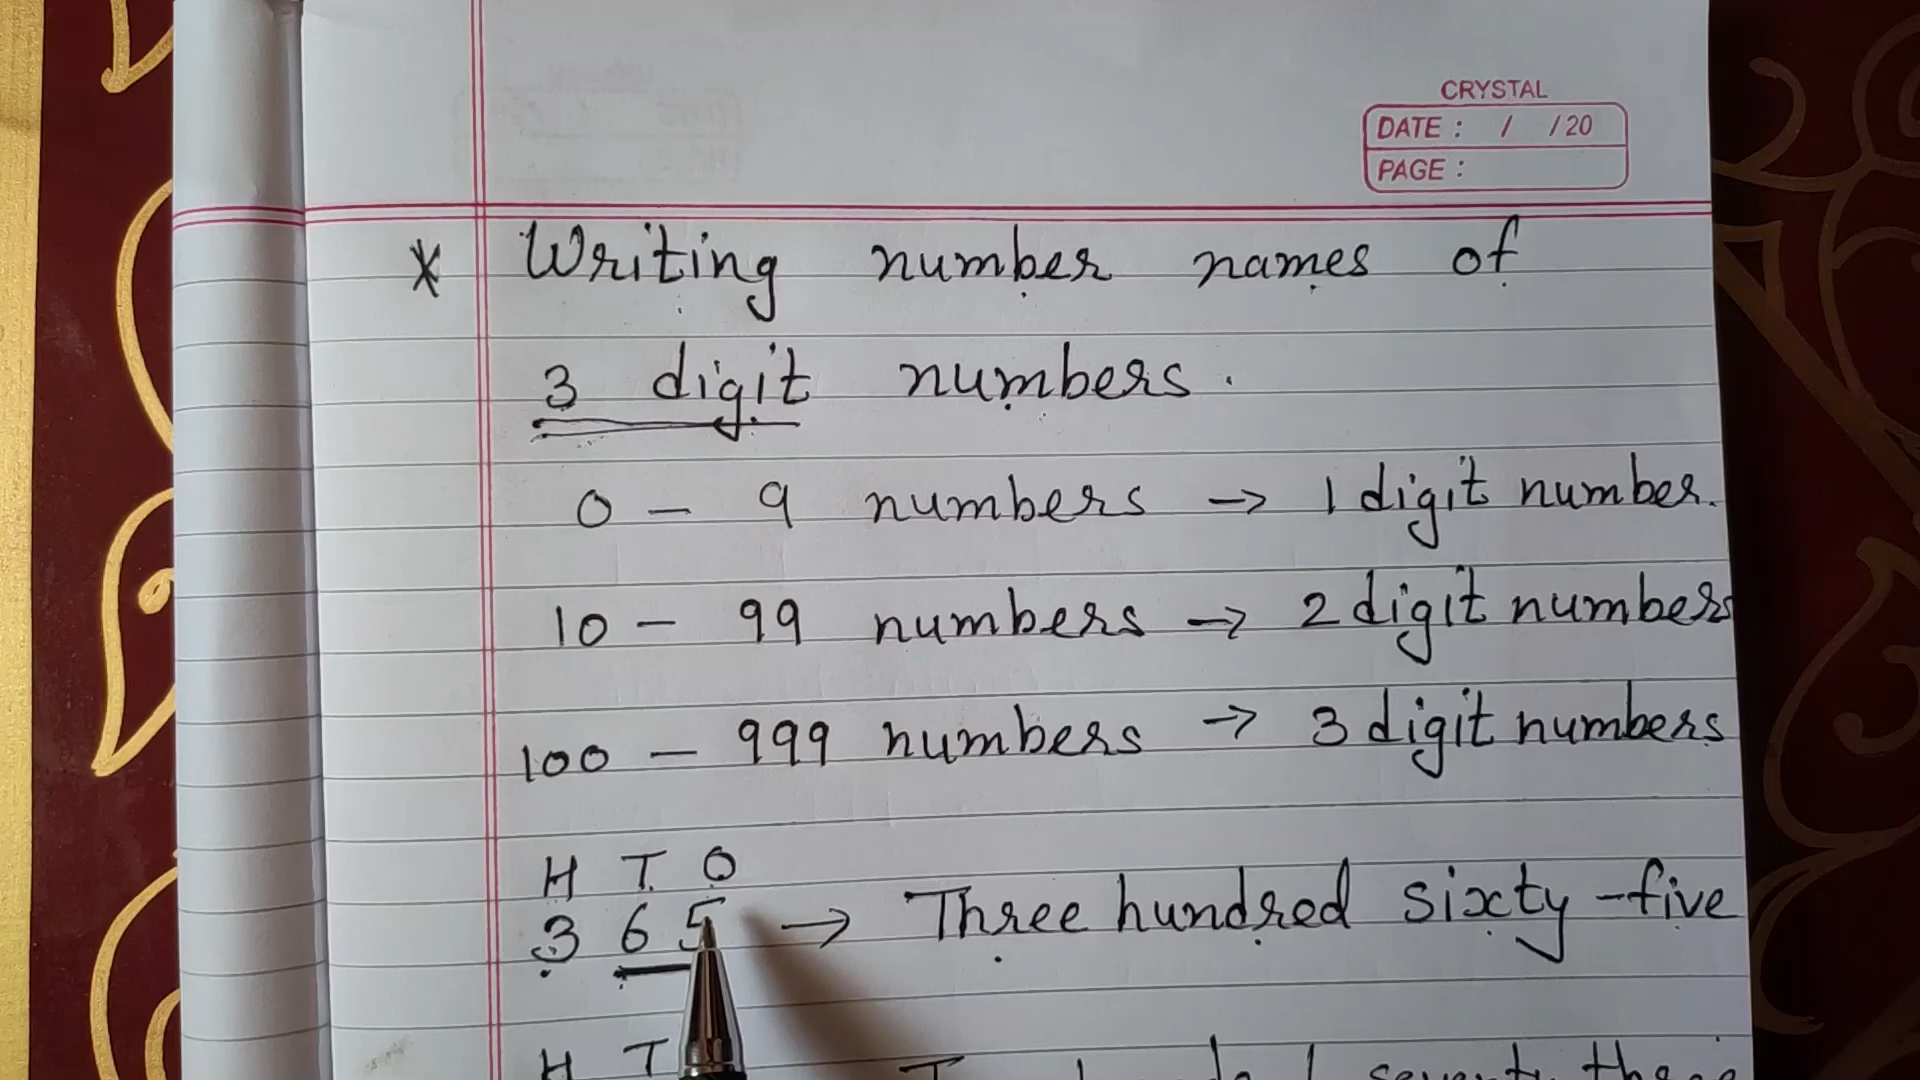 CRYSTAL
DATE : / /20
PAGE :
* Writing number names of
3 digit numbers.
0 - 9 numbers → 1 digit number.
10 - 99 numbers → 2 digit numbers
100 - 999 numbers → 3 digit numbers
H T O
3 6 5 → Three hundred sixty-five
H T